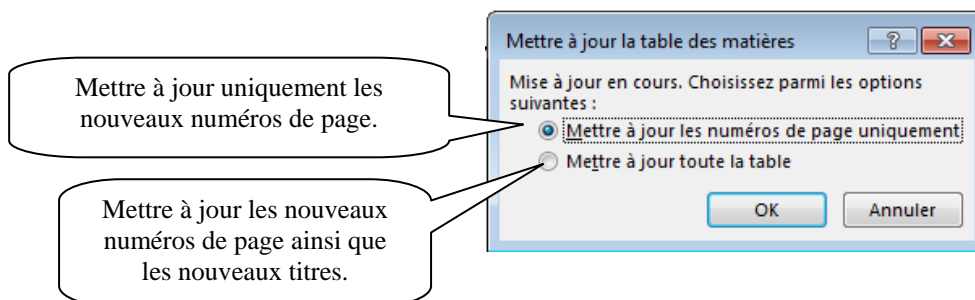 Mettre à jour la table des matières
Mise à jour en cours. Choisissez parmi les options
suivantes :
Mettre à jour les numéros de page uniquement
Mettre à jour toute la table
OK
Annuler
Mettre à jour uniquement les
nouveaux numéros de page.
Mettre à jour les nouveaux
numéros de page ainsi que
les nouveaux titres.